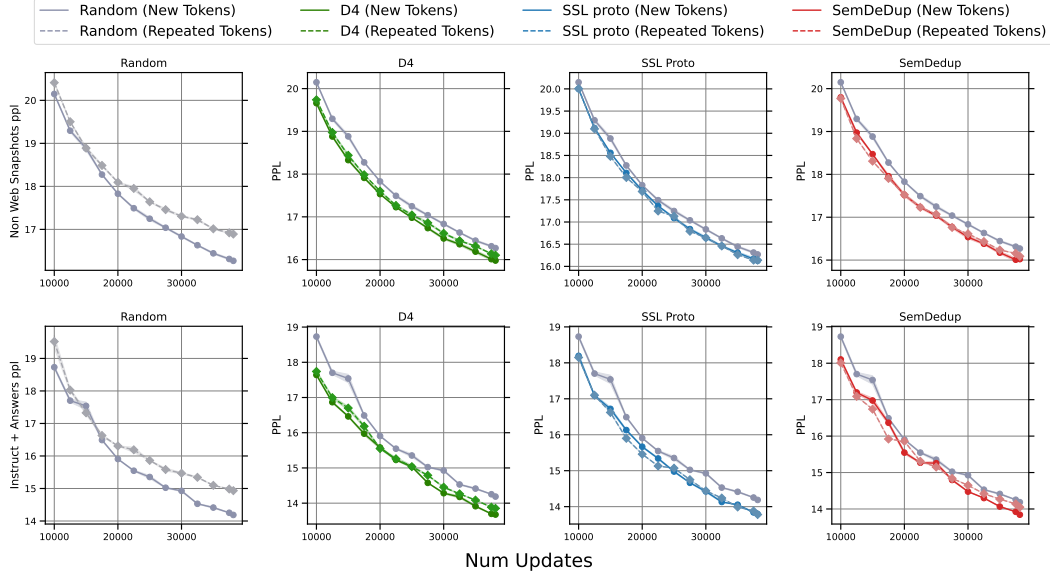 Random (New Tokens) D4 (New Tokens) SSL proto (New Tokens) SemDeDup (New Tokens)
Random (Repeated Tokens) D4 (Repeated Tokens) SSL proto (Repeated Tokens) SemDeDup (Repeated Tokens)
Random D4 SSL Proto SemDedup
Non Web Snapshots ppl
20
19
18
17
10000 20000 30000
PPL
20
19
18
17
16
10000 20000 30000
PPL
20.0
19.5
19.0
18.5
18.0
17.5
17.0
16.5
16.0
10000 20000 30000
PPL
20
19
18
17
16
10000 20000 30000
Random D4 SSL Proto SemDedup
Instruct + Answers ppl
19
18
17
16
15
14
10000 20000 30000
PPL
19
18
17
16
15
14
10000 20000 30000
PPL
19
18
17
16
15
14
10000 20000 30000
PPL
19
18
17
16
15
14
10000 20000 30000
Num Updates